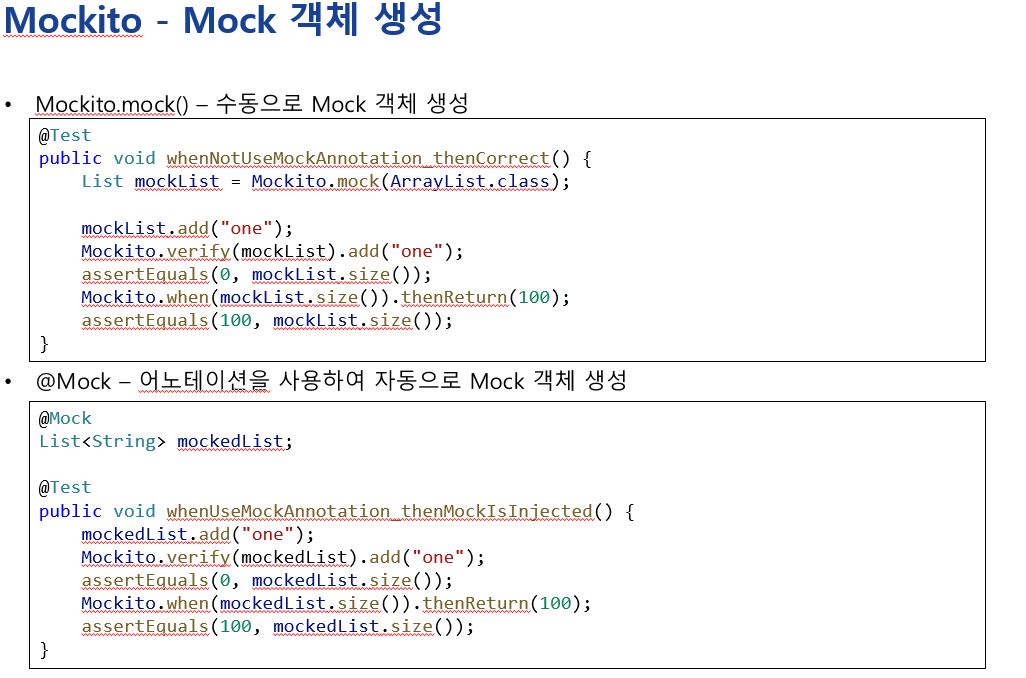 Mockito - Mock 객체 생성
• Mockito.mock() – 수동으로 Mock 객체 생성
@Test
public void whenNotUseMockAnnotation_thenCorrect() {
    List mockList = Mockito.mock(ArrayList.class);

    mockList.add("one");
    Mockito.verify(mockList).add("one");
    assertEquals(0, mockList.size());
    Mockito.when(mockList.size()).thenReturn(100);
    assertEquals(100, mockList.size());
}
• @Mock – 어노테이션을 사용하여 자동으로 Mock 객체 생성
@Mock
List<String> mockedList;

@Test
public void whenUseMockAnnotation_thenMockIsInjected() {
    mockedList.add("one");
    Mockito.verify(mockedList).add("one");
    assertEquals(0, mockedList.size());
    Mockito.when(mockedList.size()).thenReturn(100);
    assertEquals(100, mockedList.size());
}